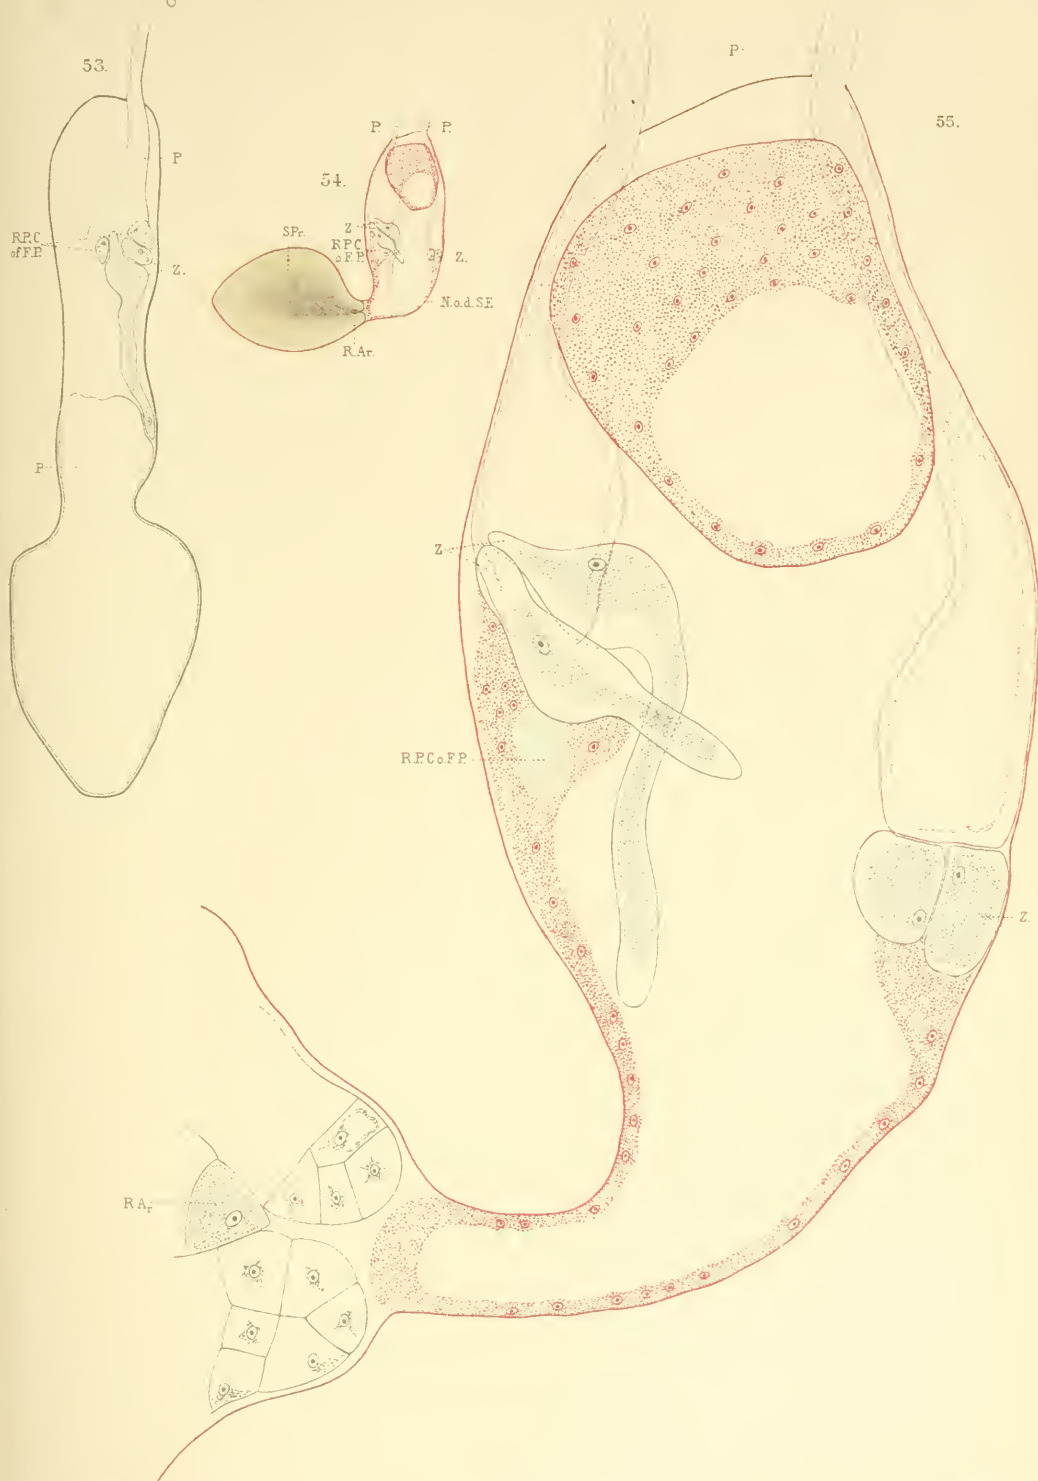 53.
P
R.P.C.
of F.P.
Z.
P
54.
P.
P.
S.Pr.
Z
R.P.C.
o.F.P.
Z.
N.o.d.S.E.
R.Ar.
55.
P.
Z
R.P.C.o.F.P.
Z.
R.Ar